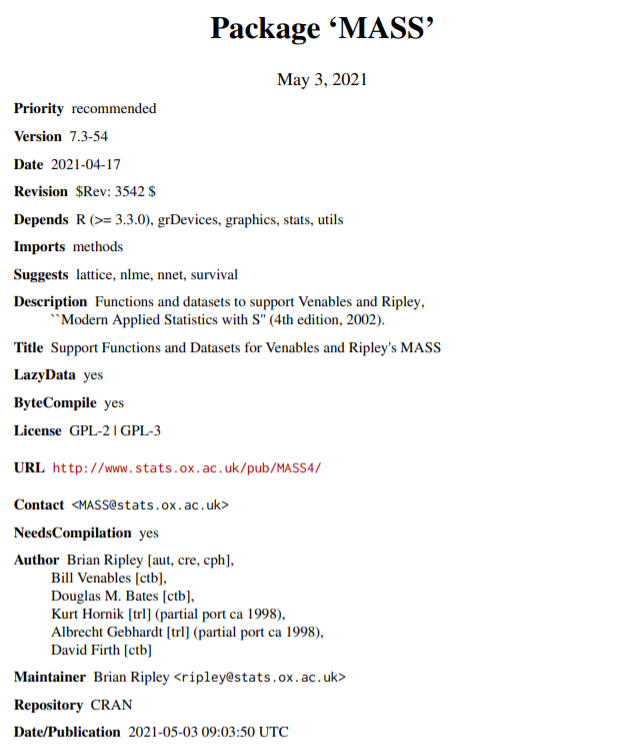 Package ‘MASS’
May 3, 2021
Priority recommended
Version 7.3-54
Date 2021-04-17
Revision $Rev: 3542 $
Depends R (>= 3.3.0), grDevices, graphics, stats, utils
Imports methods
Suggests lattice, nlme, nnet, survival
Description Functions and datasets to support Venables and Ripley,
``Modern Applied Statistics with S'' (4th edition, 2002).
Title Support Functions and Datasets for Venables and Ripley's MASS
LazyData yes
ByteCompile yes
License GPL-2 | GPL-3
URL http://www.stats.ox.ac.uk/pub/MASS4/
Contact <MASS@stats.ox.ac.uk>
NeedsCompilation yes
Author Brian Ripley [aut, cre, cph],
Bill Venables [ctb],
Douglas M. Bates [ctb],
Kurt Hornik [trl] (partial port ca 1998),
Albrecht Gebhardt [trl] (partial port ca 1998),
David Firth [ctb]
Maintainer Brian Ripley <ripley@stats.ox.ac.uk>
Repository CRAN
Date/Publication 2021-05-03 09:03:50 UTC